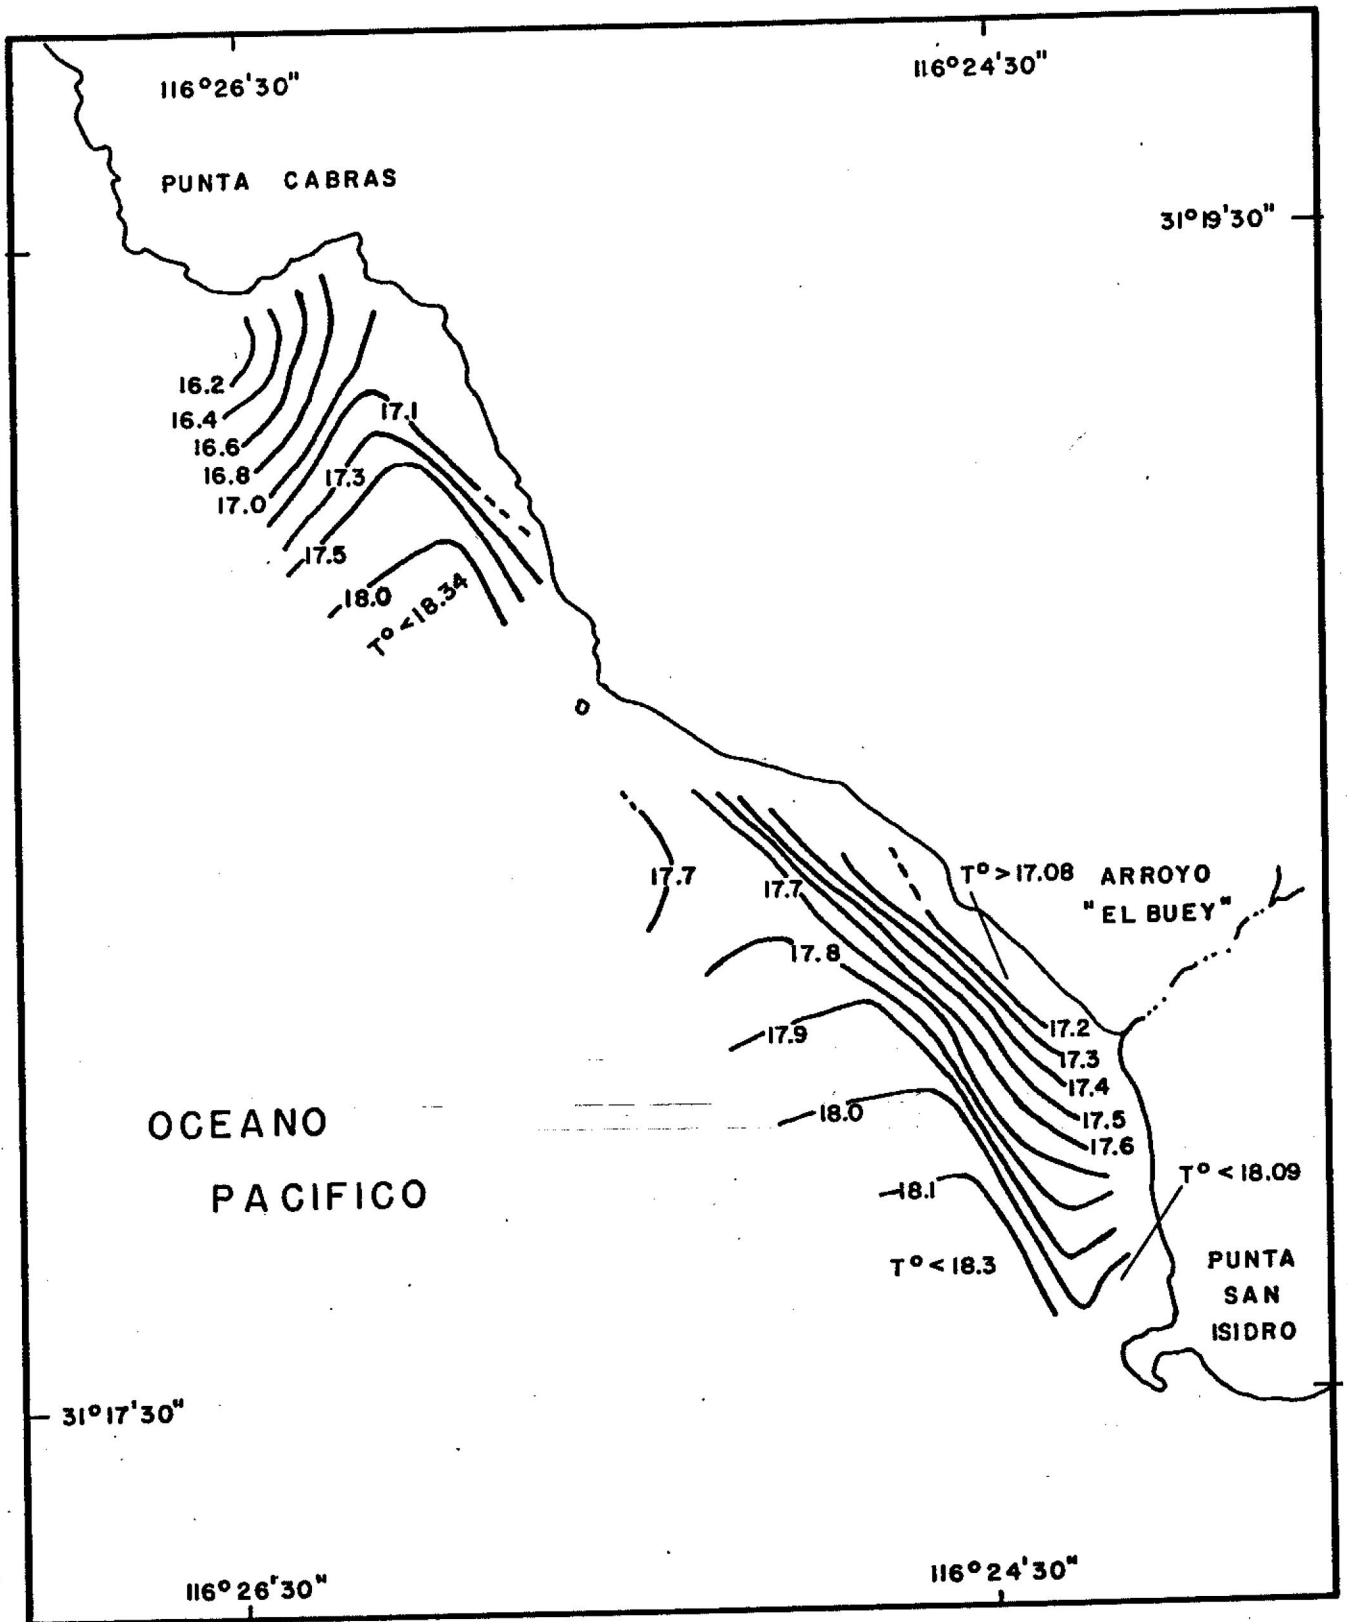 116°26'30"
116°24'30"
PUNTA CABRAS
31°19'30"
16.2
16.4
16.6
16.8
17.0
17.1
17.3
17.5
18.0
T°<18.34
17.7
17.7
T°>17.08
ARROYO
"EL BUEY"
17.8
17.9
17.2
17.3
17.4
17.5
17.6
18.0
OCEANO
PACIFICO
18.1
T°<18.09
T°<18.3
PUNTA
SAN
ISIDRO
31°17'30"
116°26'30"
116°24'30"